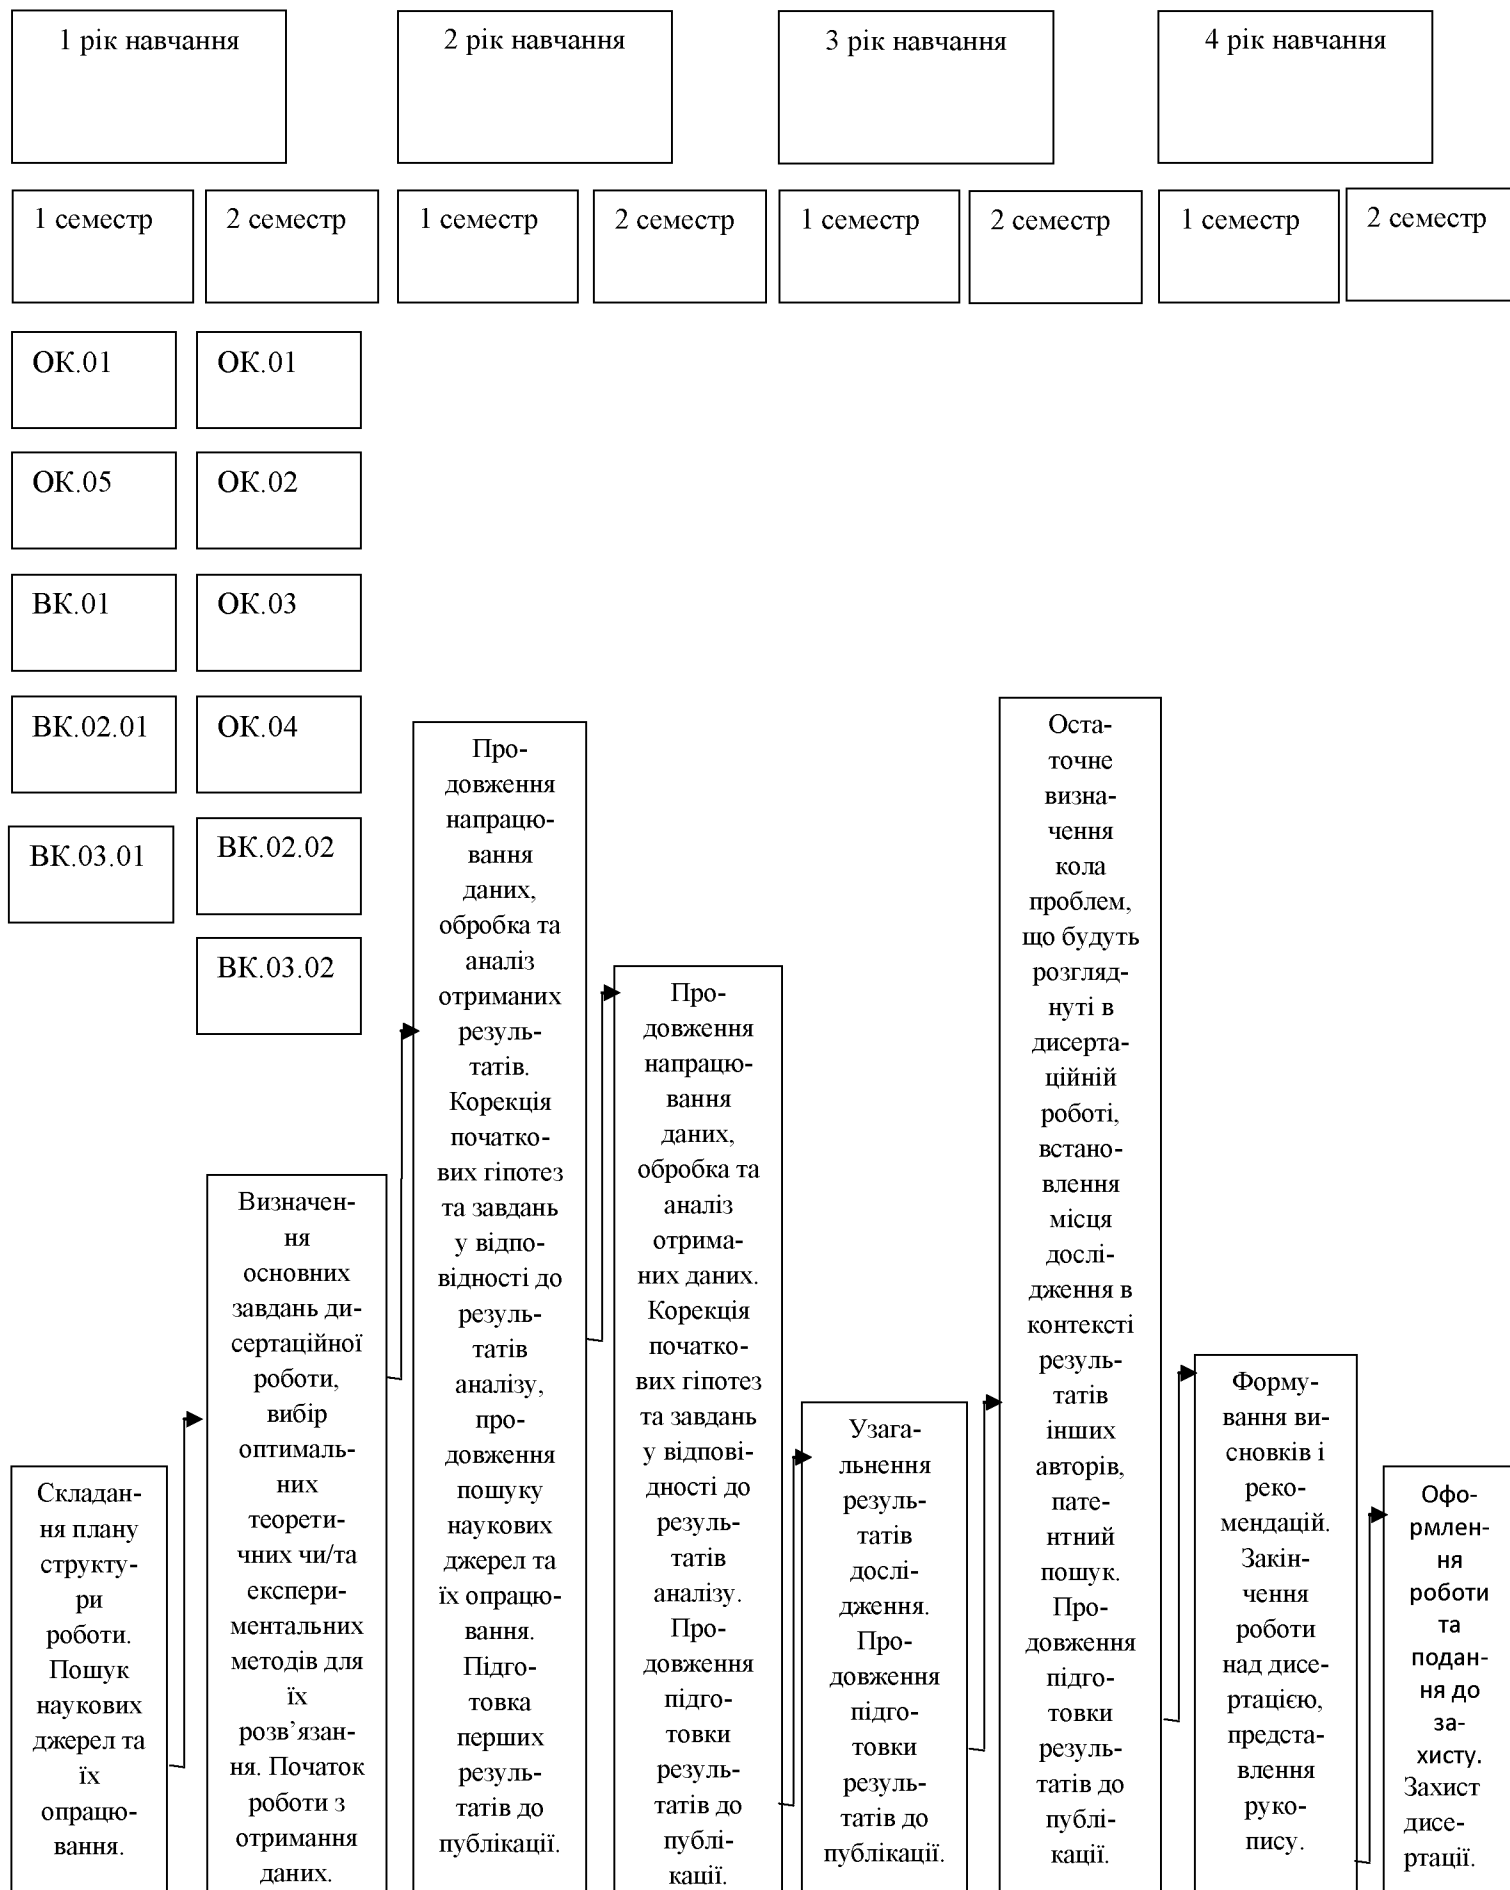 1 рік навчання
2 рік навчання
3 рік навчання
4 рік навчання
1 семестр
2 семестр
1 семестр
2 семестр
1 семестр
2 семестр
1 семестр
2 семестр
ОК.01
ОК.05
ВК.01
ВК.02.01
ВК.03.01
ОК.01
ОК.02
ОК.03
ОК.04
ВК.02.02
ВК.03.02
Складан-
ня плану
структу-
ри
роботи.
Пошук
наукових
джерел та
їх
опрацю-
вання.
Визначен-
ня
основних
завдань ди-
сертаційної
роботи,
вибір
оптималь-
них
теорети-
чних чи/та
експери-
ментальних
методів для
їх
розв’язан-
ня. Початок
роботи з
отримання
даних.
Про-
довження
напрацю-
вання
даних,
обробка та
аналіз
отриманих
резуль-
татів.
Корекція
початко-
вих гіпотез
та завдань
у відпо-
відності до
резуль-
татів
аналізу,
про-
довження
пошуку
наукових
джерел та
їх опрацю-
вання.
Підго-
товка
перших
резуль-
татів до
публікації.
Про-
довження
напрацю-
вання
даних,
обробка та
аналіз
отрима-
них даних.
Корекція
початко-
вих гіпотез
та завдань
у відпові-
дності до
резуль-
татів
аналізу.
Про-
довження
підго-
товки
резуль-
татів до
публі-
кації.
Узага-
льнення
резуль-
татів
дослі-
дження.
Про-
довження
підго-
товки
резуль-
татів до
публікації.
Оста-
точне
визна-
чення
кола
проблем,
що будуть
розгляд-
нуті в
дисерта-
ційній
роботі,
встано-
влення
місця
дослі-
дження в
контексті
резуль-
татів
інших
авторів,
пате-
нтний
пошук.
Про-
довження
підго-
товки
резуль-
татів до
публі-
кації.
Форму-
вання ви-
сновків і
реко-
мендацій.
Закін-
чення
роботи
над дисе-
ртацією,
предста-
влення
руко-
пису.
Офо-
рмлен-
ня
роботи
та
подан-
ня до
за-
хисту.
Захист
дисе-
ртації.